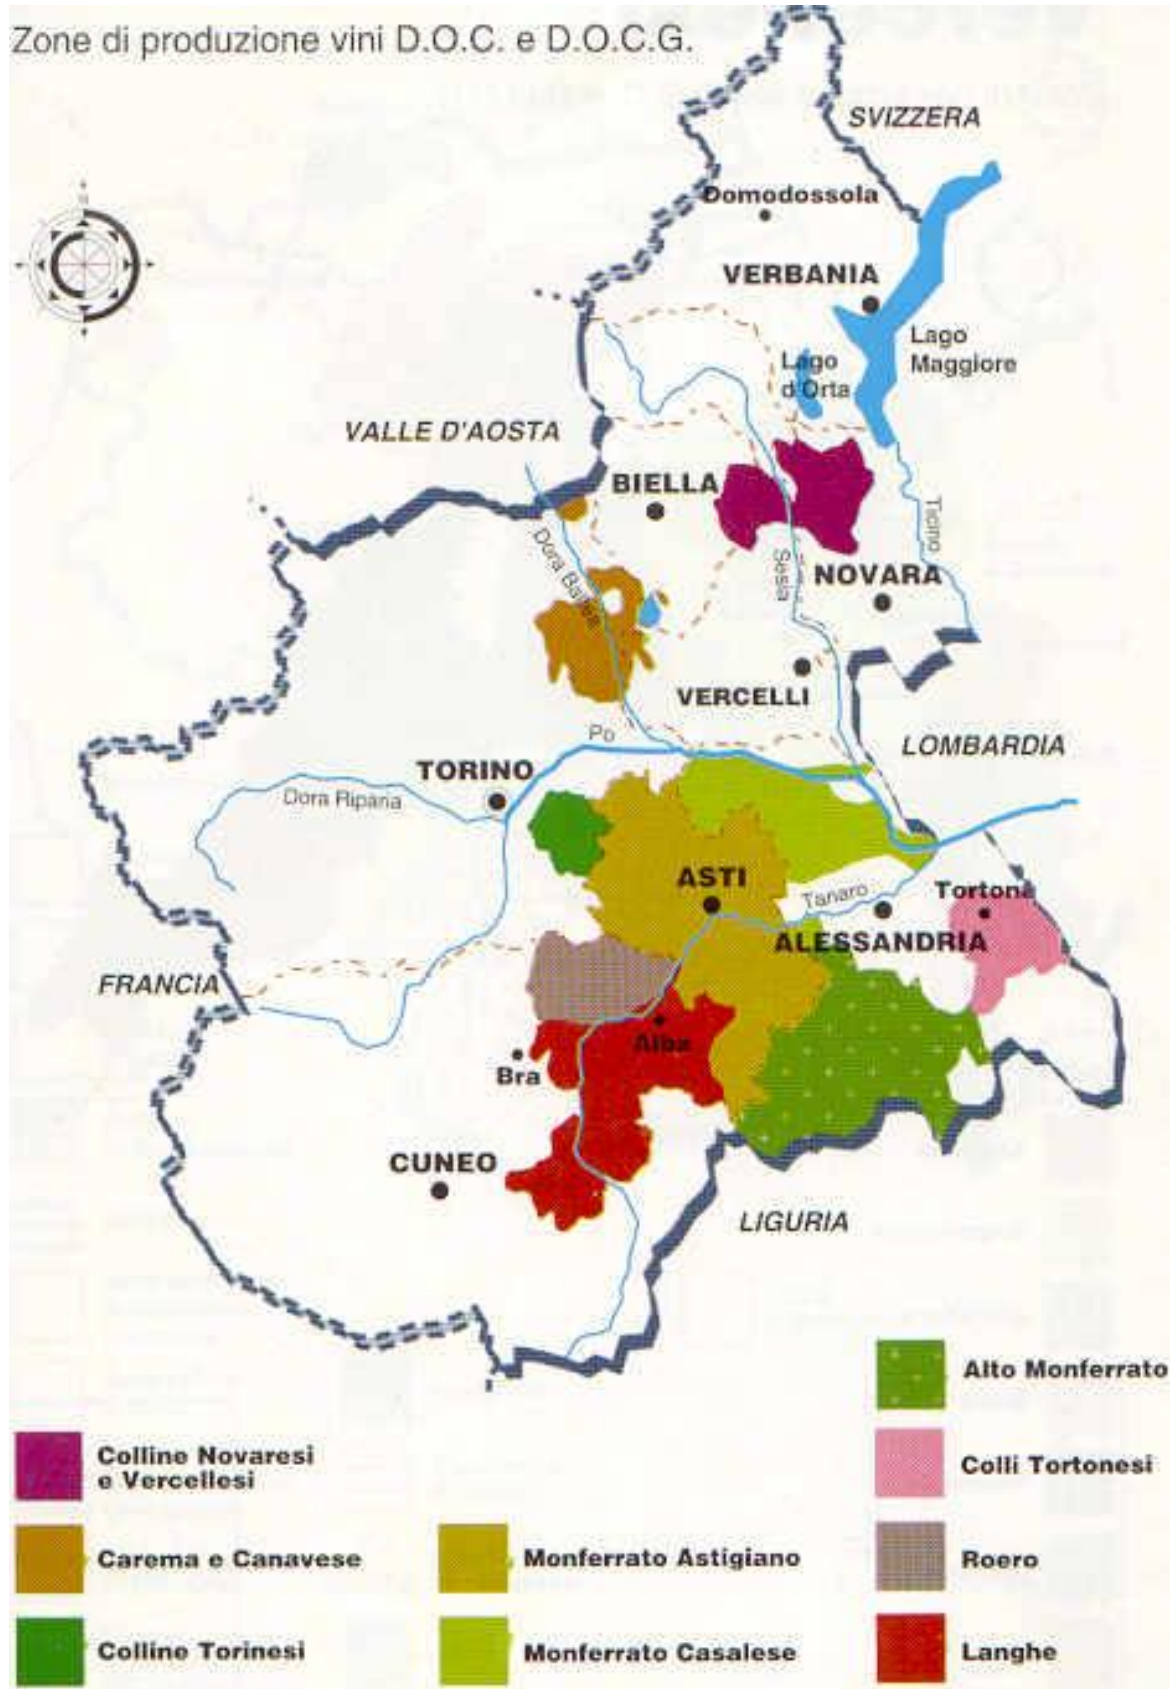 Zone di produzione vini D.O.C. e D.O.C.G.
SVIZZERA
Domodossola
VERBANIA
Lago
Maggiore
Lago
d'Orta
VALLE D'AOSTA
BIELLA
Ticino
Dora Baltea
Sesia
NOVARA
VERCELLI
Po
LOMBARDIA
TORINO
Dora Riparia
ASTI
Tanaro
Tortona
ALESSANDRIA
FRANCIA
Alba
Bra
CUNEO
LIGURIA
Alto Monferrato
Colline Novaresi
e Vercellesi
Colli Tortonesi
Carema e Canavese
Monferrato Astigiano
Roero
Colline Torinesi
Monferrato Casalese
Langhe